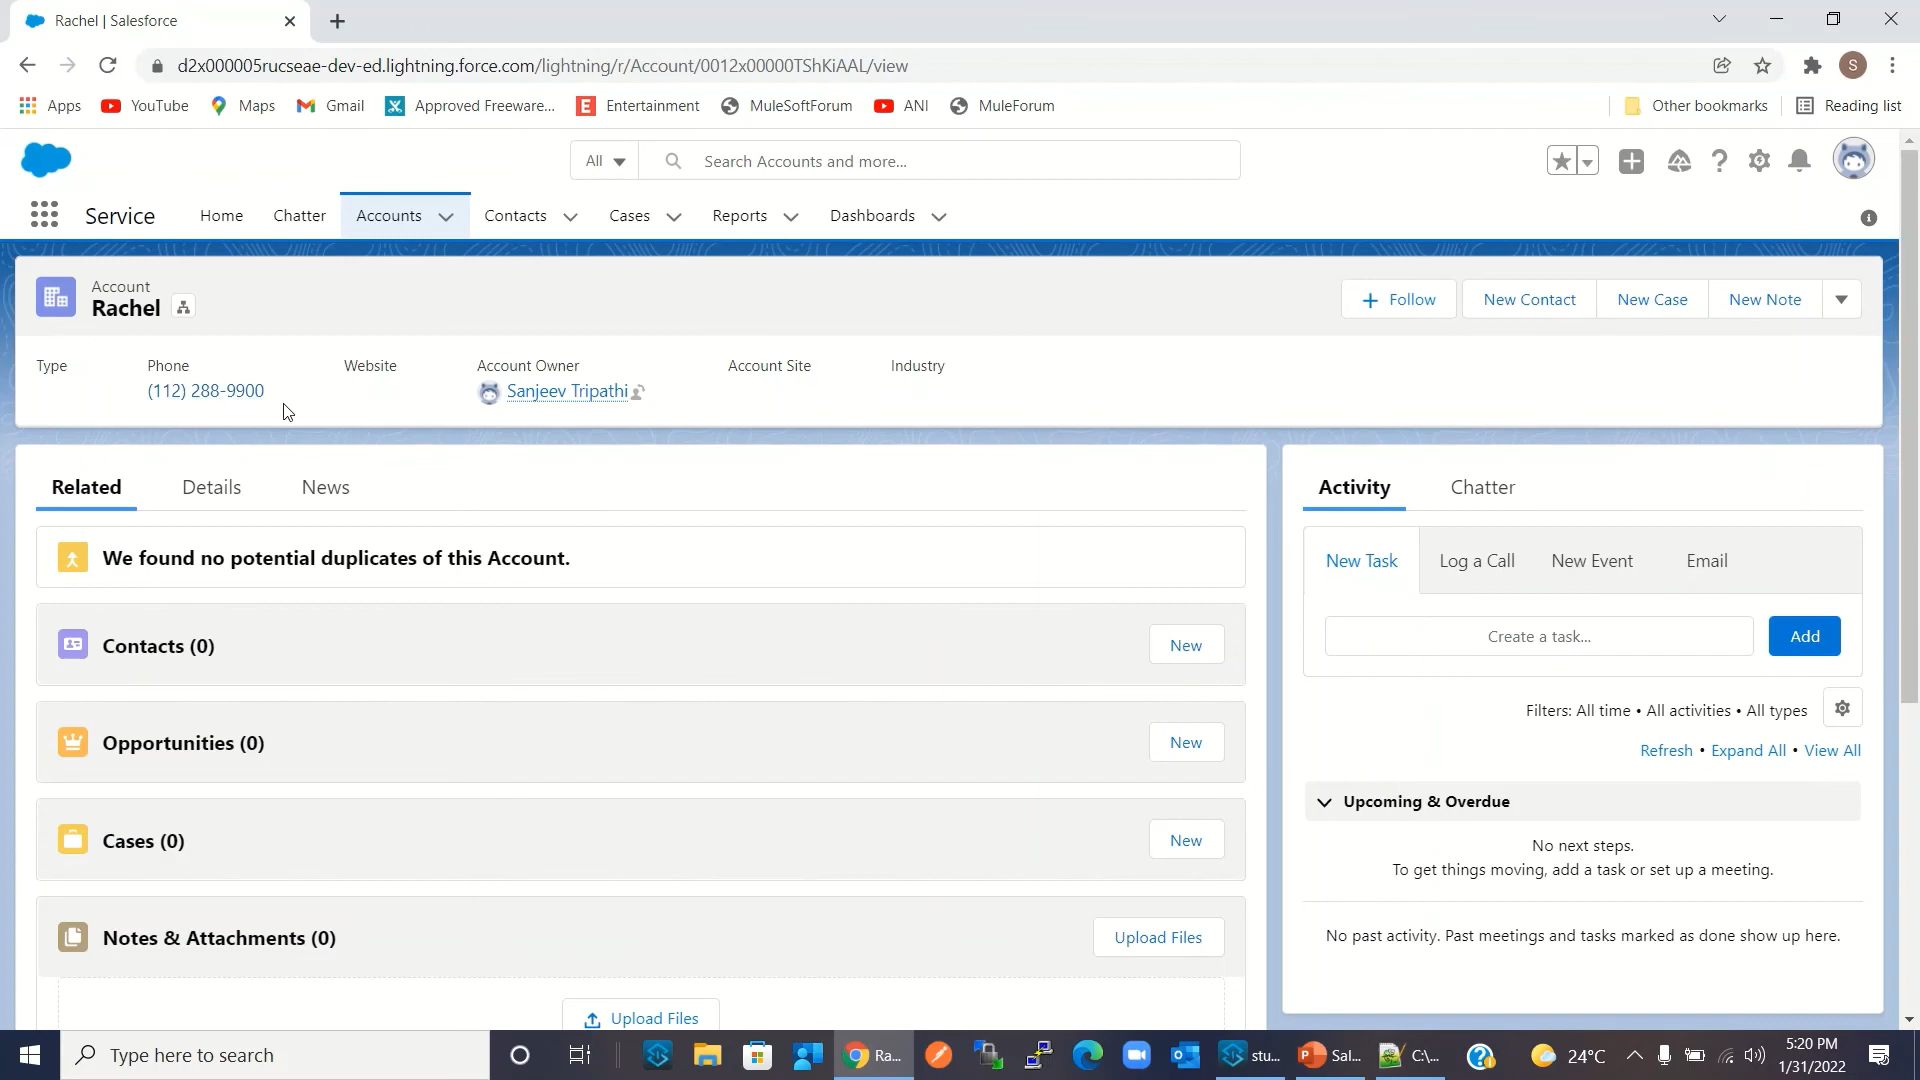 Rachel | Salesforce
d2x000005rucseae-dev-ed.lightning.force.com/lightning/r/Account/0012x00000TShKiAAL/view
S
Apps YouTube Maps Gmail Approved Freeware... Entertainment MuleSoftForum ANI MuleForum Other bookmarks Reading list
All Search Accounts and more...
Service Home Chatter Accounts Contacts Cases Reports Dashboards
Account
Rachel
Follow New Contact New Case New Note
Type Phone Website Account Owner Account Site Industry
(112) 288-9900 Sanjeev Tripathi
Related Details News
Activity Chatter
We found no potential duplicates of this Account.
New Task Log a Call New Event Email
Create a task... Add
Contacts (0) New
Filters: All time • All activities • All types
Refresh • Expand All • View All
Opportunities (0) New
Upcoming & Overdue
No next steps.
To get things moving, add a task or set up a meeting.
Cases (0) New
No past activity. Past meetings and tasks marked as done show up here.
Notes & Attachments (0) Upload Files
Upload Files
Type here to search
Ra... stu... Sal... C:\... 24°C
5:20 PM
1/31/2022